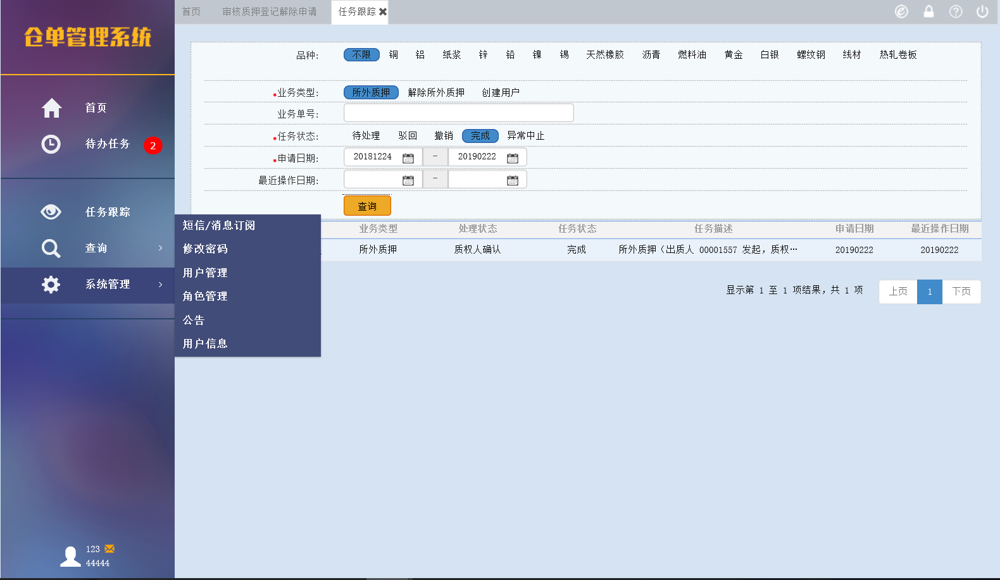 仓单管理系统
首页 审核质押登记解除申请 任务跟踪
首页
待办任务 2
任务跟踪
查询
系统管理
短信/消息订阅
修改密码
用户管理
角色管理
公告
用户信息
123
44444
品种: 不限 铜 铝 纸浆 锌 铅 镍 锡 天然橡胶 沥青 燃料油 黄金 白银 螺纹钢 线材 热轧卷板
*业务类型: 所外质押 解除所外质押 创建用户
业务单号:
*任务状态: 待处理 驳回 撤销 完成 异常中止
*申请日期: 20181224 - 20190222
最近操作日期: -
查询
业务类型 处理状态 任务状态 任务描述 申请日期 最近操作日期
所外质押 质权人确认 完成 所外质押（出质人 00001557 发起，质权… 20190222 20190222
显示第 1 至 1 项结果，共 1 项 上页 1 下页